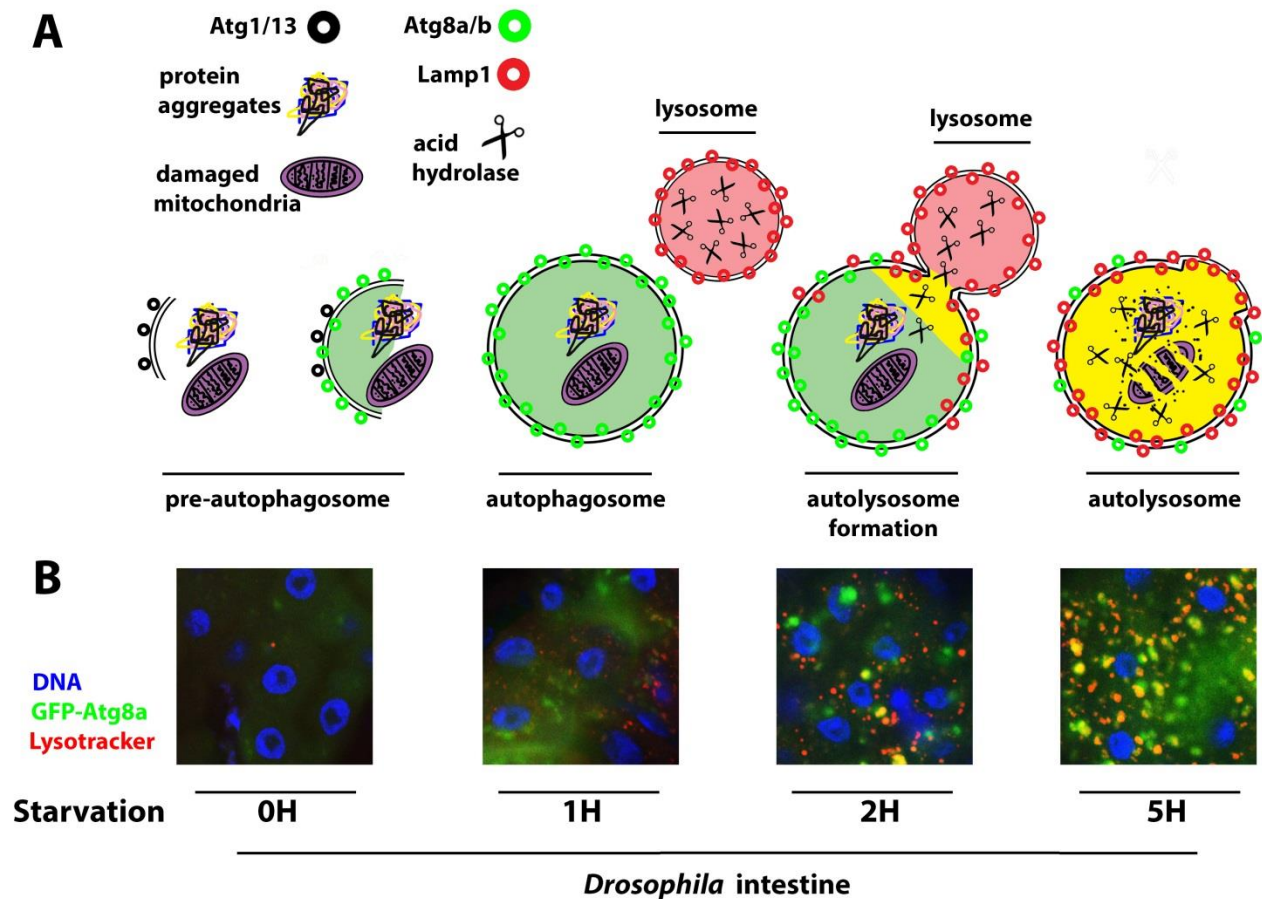 A
Atg1/13
Atg8a/b
protein
aggregates
Lamp1
damaged
mitochondria
acid
hydrolase
lysosome
lysosome
pre-autophagosome
autophagosome
autolysosome
formation
autolysosome
B
DNA
GFP-Atg8a
Lysotracker
Starvation
0H
1H
2H
5H
Drosophila intestine